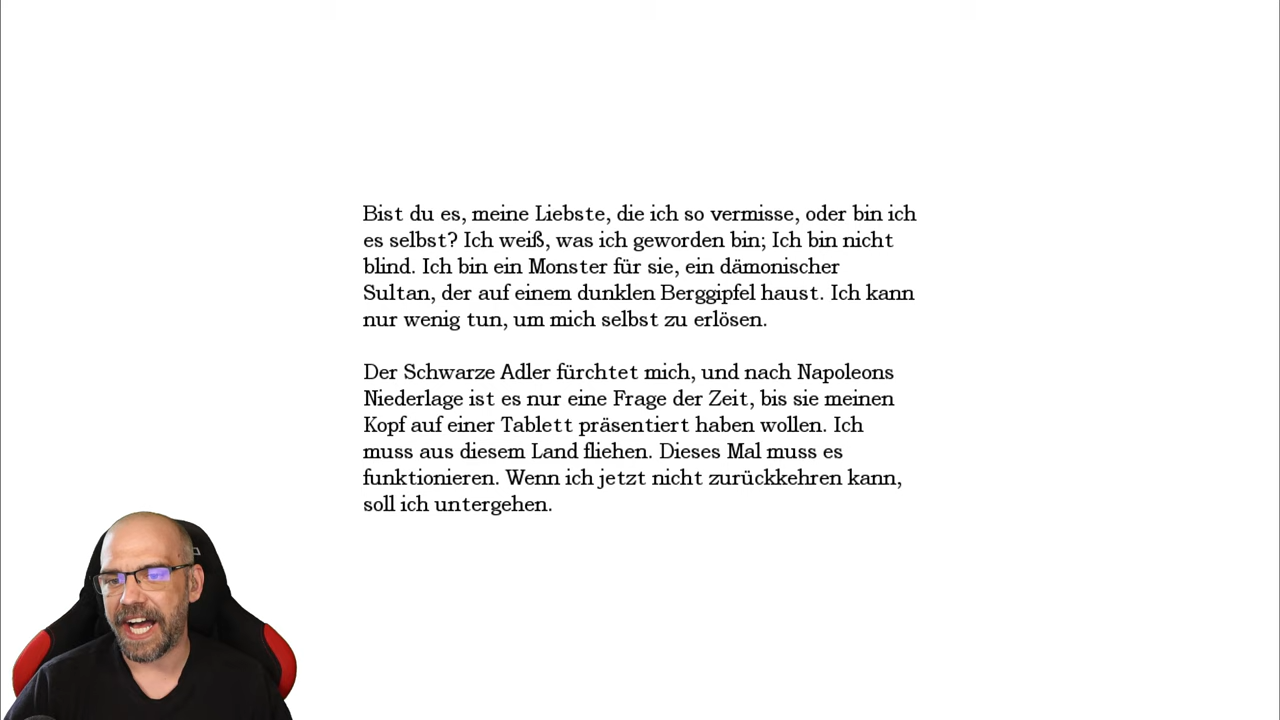 Bist du es, meine Liebste, die ich so vermisse, oder bin ich
es selbst? Ich weiß, was ich geworden bin; Ich bin nicht
blind. Ich bin ein Monster für sie, ein dämonischer
Sultan, der auf einem dunklen Berggipfel haust. Ich kann
nur wenig tun, um mich selbst zu erlösen.
Der Schwarze Adler fürchtet mich, und nach Napoleons
Niederlage ist es nur eine Frage der Zeit, bis sie meinen
Kopf auf einer Tablett präsentiert haben wollen. Ich
muss aus diesem Land fliehen. Dieses Mal muss es
funktionieren. Wenn ich jetzt nicht zurückkehren kann,
soll ich untergehen.